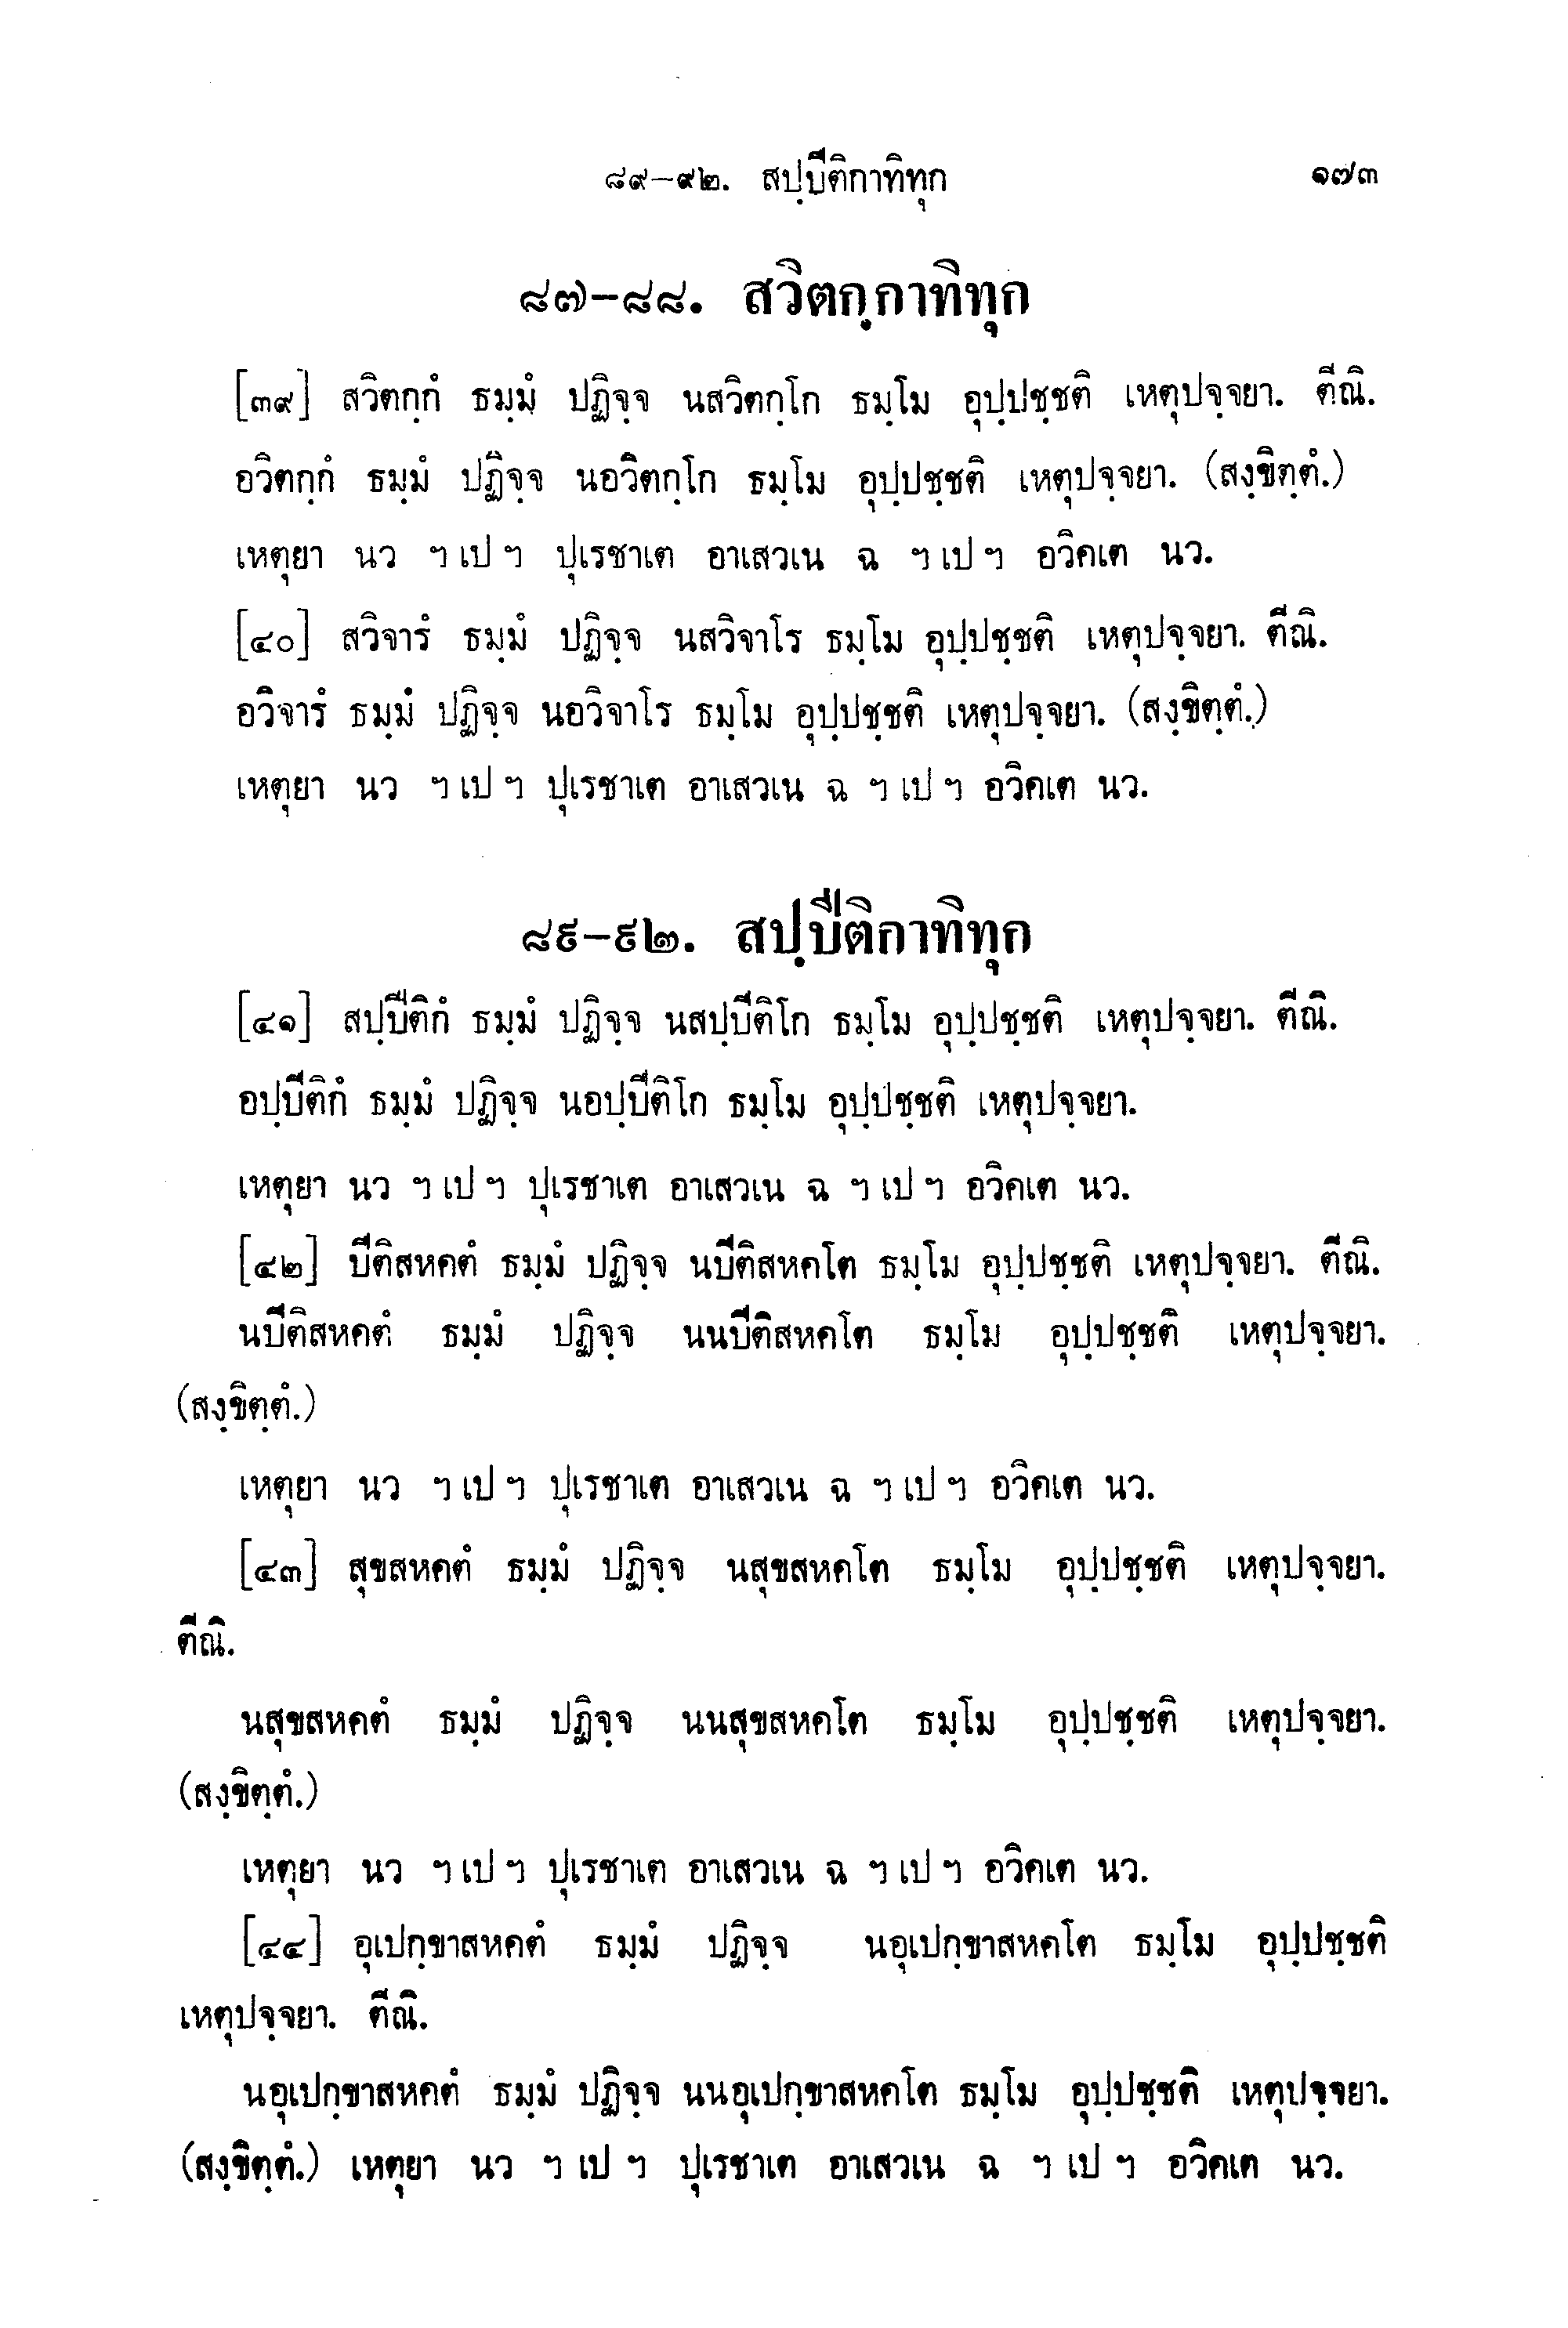 ๘๙–๙๒. สปฺปีติกาทิทุก ๑๗๓
๘๗–๘๘. สวิตกฺกาทิทุก
[๓๙] สวิตกฺกํ ธมฺมํ ปฏิจฺจ นสวิตกฺโก ธมฺโม อุปฺปชฺชติ เหตุปจฺจยา. ตีณิ.
อวิตกฺกํ ธมฺมํ ปฏิจฺจ นอวิตกฺโก ธมฺโม อุปฺปชฺชติ เหตุปจฺจยา. (สงฺขิตฺตํ.)
เหตุยา นว ฯ เป ฯ ปุเรชาเต อาเสวเน ฉ ฯ เป ฯ อวิคเต นว.
[๔๐] สวิจารํ ธมฺมํ ปฏิจฺจ นสวิจาโร ธมฺโม อุปฺปชฺชติ เหตุปจฺจยา. ตีณิ.
อวิจารํ ธมฺมํ ปฏิจฺจ นอวิจาโร ธมฺโม อุปฺปชฺชติ เหตุปจฺจยา. (สงฺขิตฺตํ.)
เหตุยา นว ฯ เป ฯ ปุเรชาเต อาเสวเน ฉ ฯ เป ฯ อวิคเต นว.
๘๙–๙๒. สปฺปีติกาทิทุก
[๔๑] สปฺปีติกํ ธมฺมํ ปฏิจฺจ นสปฺปีติโก ธมฺโม อุปฺปชฺชติ เหตุปจฺจยา. ตีณิ.
อปฺปีติกํ ธมฺมํ ปฏิจฺจ นอปฺปีติโก ธมฺโม อุปฺปชฺชติ เหตุปจฺจยา.
เหตุยา นว ฯ เป ฯ ปุเรชาเต อาเสวเน ฉ ฯ เป ฯ อวิคเต นว.
[๔๒] ปีติสหคตํ ธมฺมํ ปฏิจฺจ นปีติสหคโต ธมฺโม อุปฺปชฺชติ เหตุปจฺจยา. ตีณิ.
นปีติสหคตํ ธมฺมํ ปฏิจฺจ นนปีติสหคโต ธมฺโม อุปฺปชฺชติ เหตุปจฺจยา.
(สงฺขิตฺตํ.)
เหตุยา นว ฯ เป ฯ ปุเรชาเต อาเสวเน ฉ ฯ เป ฯ อวิคเต นว.
[๔๓] สุขสหคตํ ธมฺมํ ปฏิจฺจ นสุขสหคโต ธมฺโม อุปฺปชฺชติ เหตุปจฺจยา.
ตีณิ.
นสุขสหคตํ ธมฺมํ ปฏิจฺจ นนสุขสหคโต ธมฺโม อุปฺปชฺชติ เหตุปจฺจยา.
(สงฺขิตฺตํ.)
เหตุยา นว ฯ เป ฯ ปุเรชาเต อาเสวเน ฉ ฯ เป ฯ อวิคเต นว.
[๔๔] อุเปกฺขาสหคตํ ธมฺมํ ปฏิจฺจ นอุเปกฺขาสหคโต ธมฺโม อุปฺปชฺชติ
เหตุปจฺจยา. ตีณิ.
นอุเปกฺขาสหคตํ ธมฺมํ ปฏิจฺจ นนอุเปกฺขาสหคโต ธมฺโม อุปฺปชฺชติ เหตุปจฺจยา.
(สงฺขิตฺตํ.) เหตุยา นว ฯ เป ฯ ปุเรชาเต อาเสวเน ฉ ฯ เป ฯ อวิคเต นว.